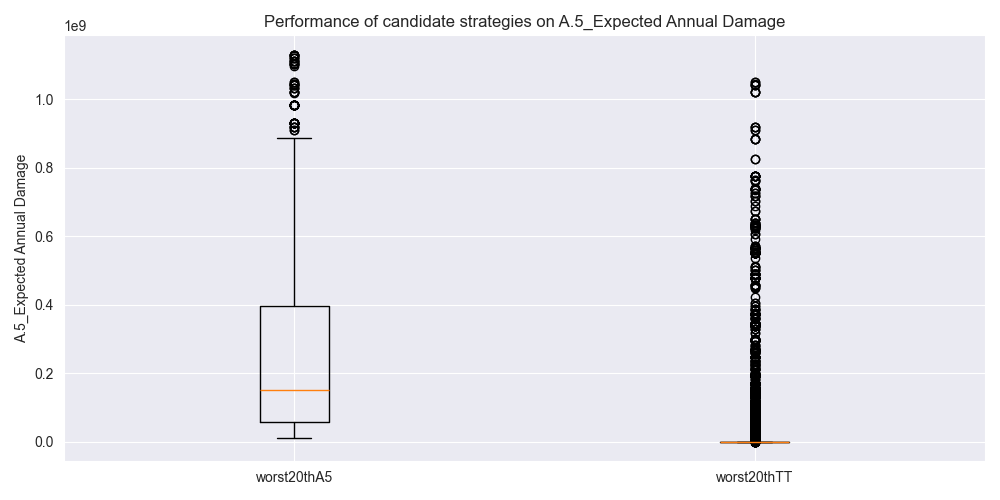 Performance of candidate strategies on A.5_Expected Annual Damage
1e9
1.0
0.8
0.6
0.4
0.2
0.0
A.5_Expected Annual Damage
worst20thA5
worst20thTT